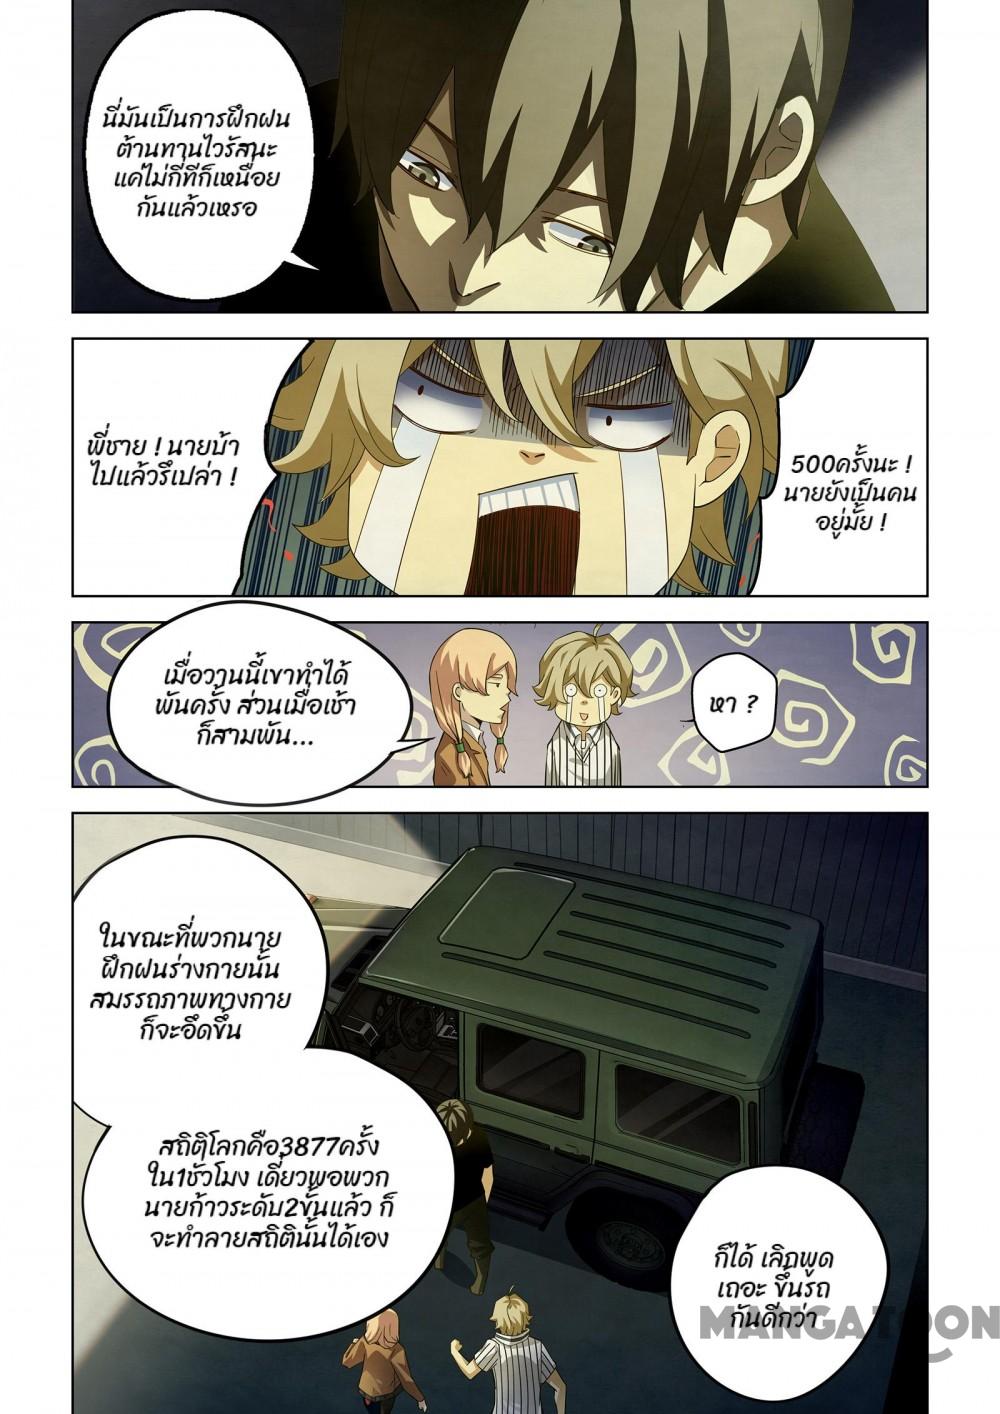 นี่มันเป็นการฝึกฝน
ต้านทานไวรัสนะ
แค่ไม่กี่ทีก็เหนื่อย
กันแล้วเหรอ
พี่ชาย ! นายบ้า
ไปแล้วรึเปล่า !
500ครั้งนะ !
นายยังเป็นคน
อยู่มั้ย !
เมื่อวานนี้เขาทำได้
พันครั้ง ส่วนเมื่อเช้า
ก็สามพัน...
หา ?
ในขณะที่พวกนาย
ฝึกฝนร่างกายนั้น
สมรรถภาพทางกาย
ก็จะอึดขึ้น
สถิติโลกคือ3877ครั้ง
ใน1ชั่วโมง เดี๋ยวพอพวก
นายก้าวระดับ2ขั้นแล้ว ก็
จะทำลายสถิตินั้นได้เอง
ก็ได้ เลิกพูด
เถอะ ขึ้นรถ
กันดีกว่า
MANGATOON